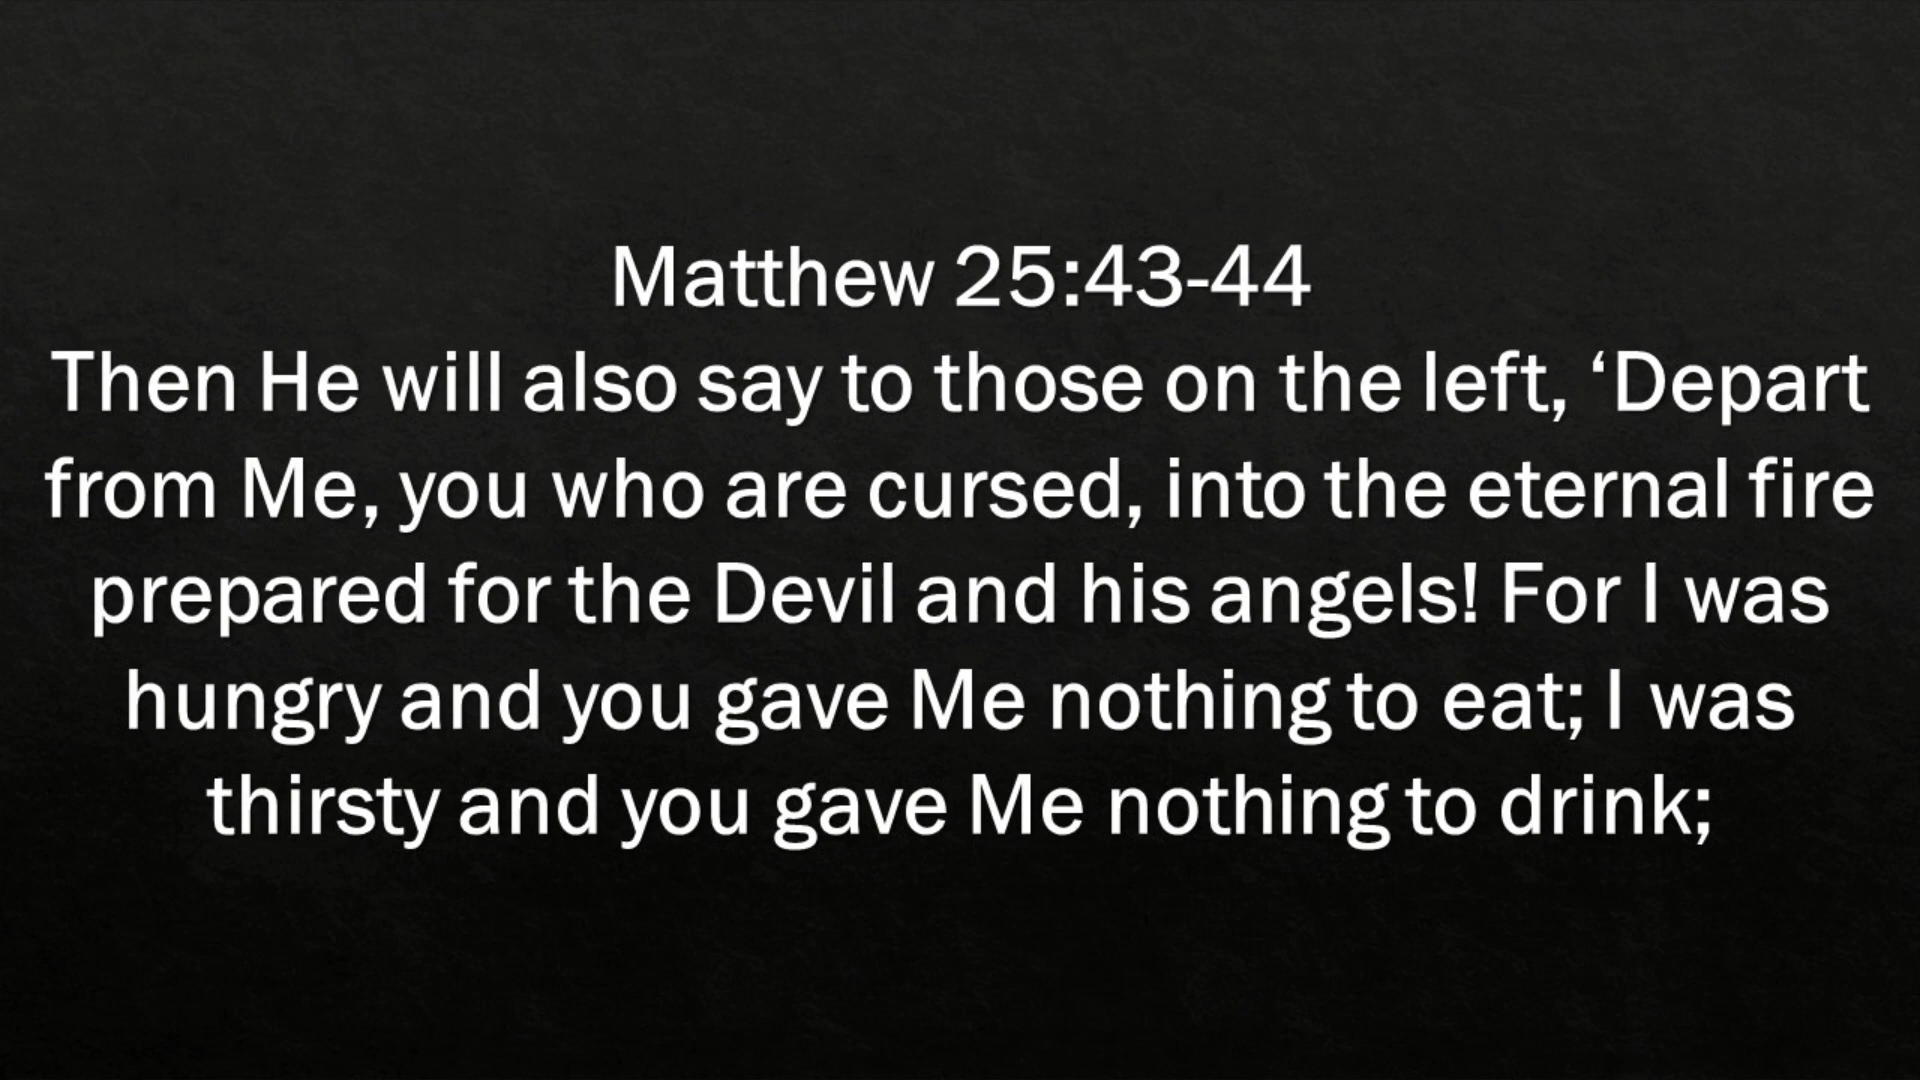 Matthew 25:43-44
Then He will also say to those on the left, ‘Depart
from Me, you who are cursed, into the eternal fire
prepared for the Devil and his angels! For I was
hungry and you gave Me nothing to eat; I was
thirsty and you gave Me nothing to drink;